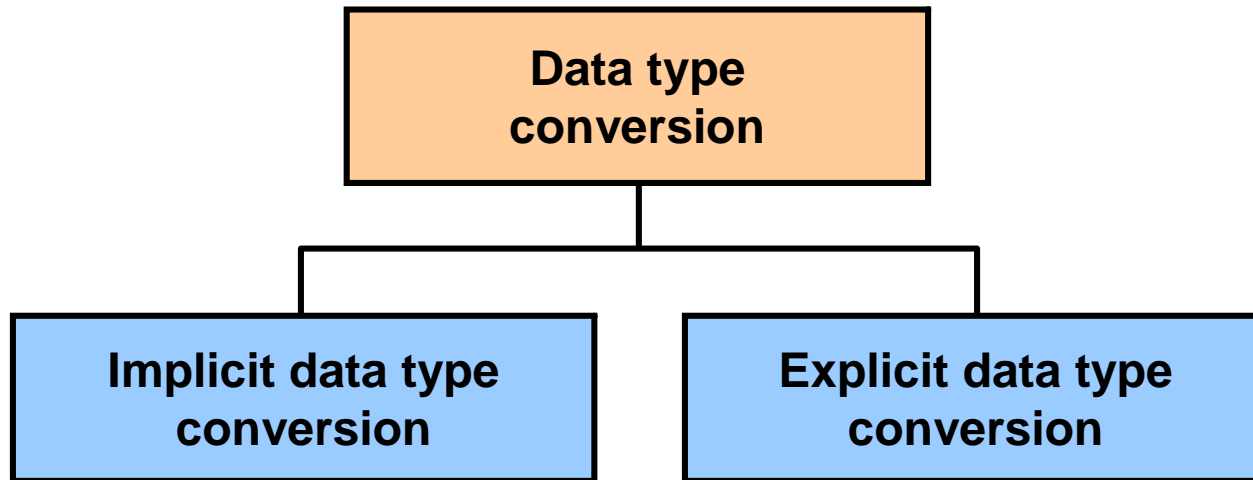 Data type
conversion
Implicit data type
conversion
Explicit data type
conversion